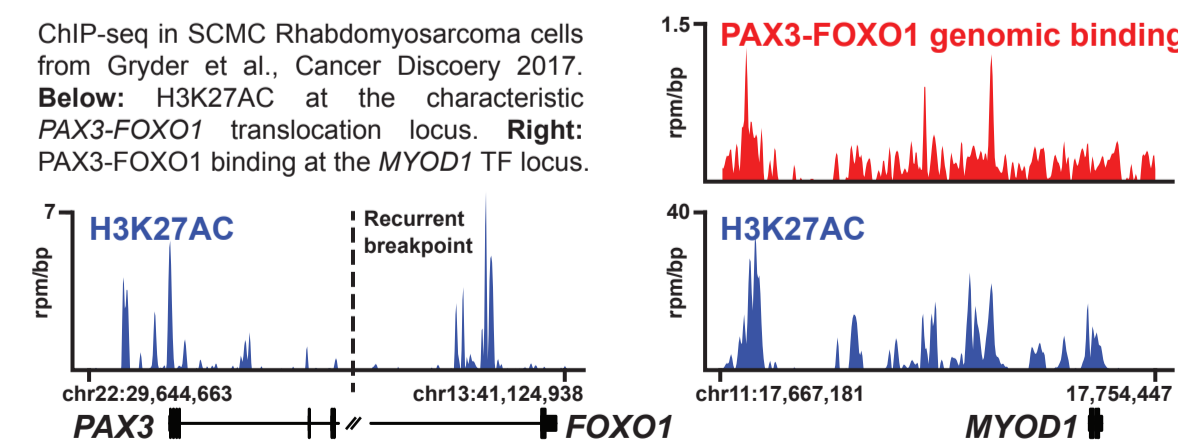 ChIP-seq in SCMC Rhabdomyosarcoma cells
from Gryder et al., Cancer Discoery 2017.
Below: H3K27AC at the characteristic
PAX3-FOXO1 translocation locus. Right:
PAX3-FOXO1 binding at the MYOD1 TF locus.
7
rpm/bp
H3K27AC
Recurrent
breakpoint
chr22:29,644,663
chr13:41,124,938
PAX3
//
FOXO1
1.5
rpm/bp
PAX3-FOXO1 genomic binding
40
rpm/bp
H3K27AC
chr11:17,667,181
17,754,447
MYOD1